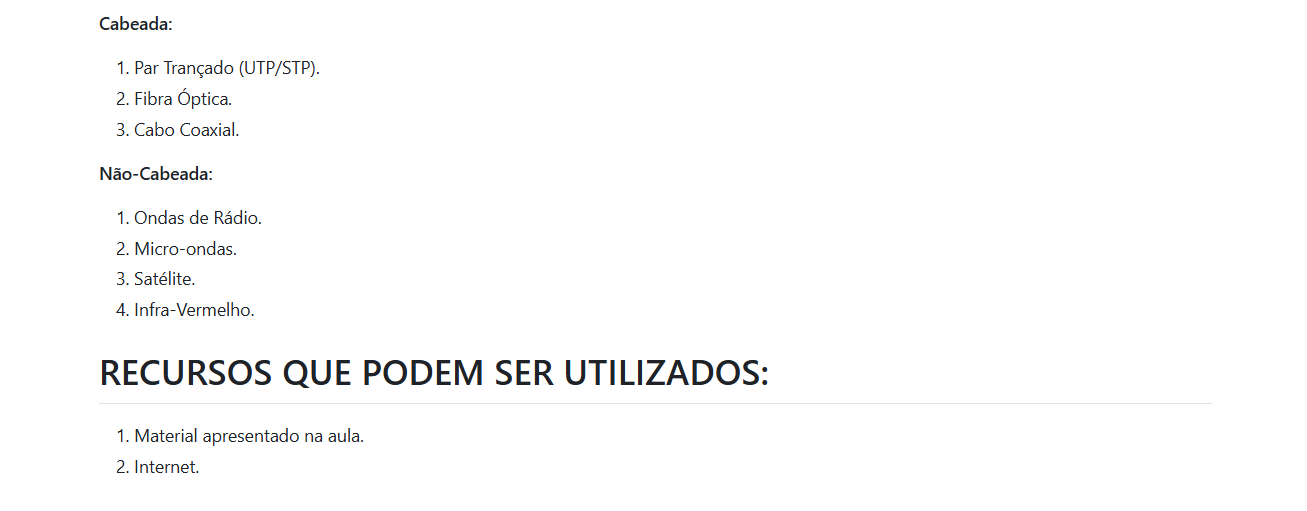 Cabeada:
1. Par Trançado (UTP/STP).
2. Fibra Óptica.
3. Cabo Coaxial.
Não-Cabeada:
1. Ondas de Rádio.
2. Micro-ondas.
3. Satélite.
4. Infra-Vermelho.
RECURSOS QUE PODEM SER UTILIZADOS:
1. Material apresentado na aula.
2. Internet.